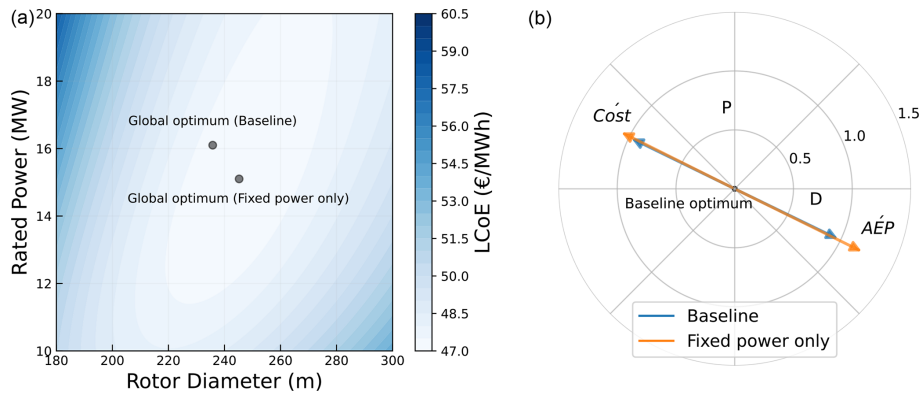 (a)
20
18
16
14
12
10
Rated Power (MW)
Global optimum (Baseline)
Global optimum (Fixed power only)
180
200
220
240
260
280
300
Rotor Diameter (m)
60.5
59.0
57.5
56.0
54.5
53.0
51.5
50.0
48.5
47.0
LCoE (€/MWh)
(b)
P
D
0.5
1.0
1.5
Cóst
AÉP
Baseline optimum
Baseline
Fixed power only